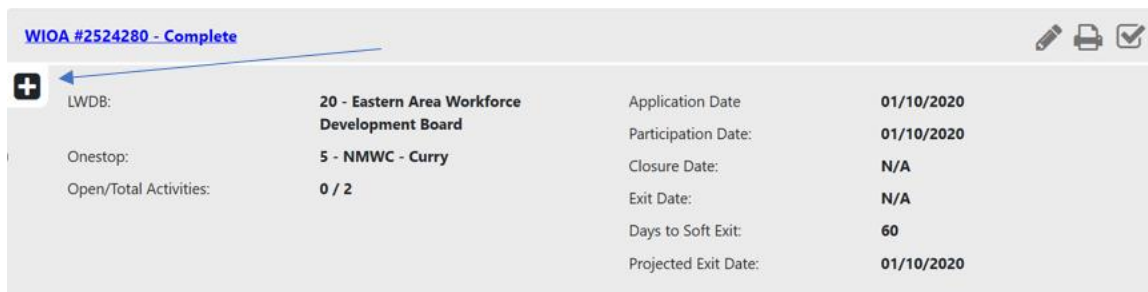 WIOA #2524280 - Complete
LWDB:
20 - Eastern Area Workforce
Development Board
Onestop:
5 - NMWC - Curry
Open/Total Activities:
0 / 2
Application Date
01/10/2020
Participation Date:
01/10/2020
Closure Date:
N/A
Exit Date:
N/A
Days to Soft Exit:
60
Projected Exit Date:
01/10/2020